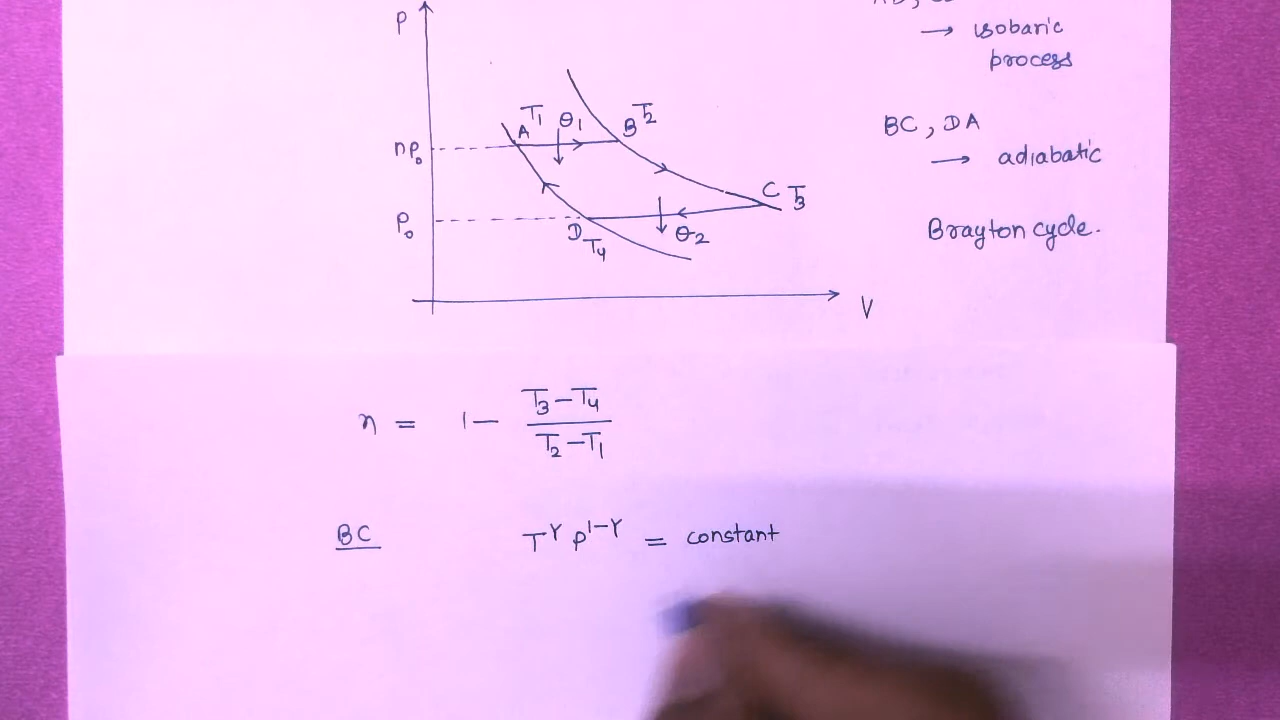 P
→ isobaric
process
T1
A
θ1
B
T2
nP0
BC, DA
→ adiabatic
C
T3
P0
D
T4
θ2
Brayton cycle.
V
η = 1 - (T3 - T4) / (T2 - T1)
BC
T^γ P^1-γ = constant